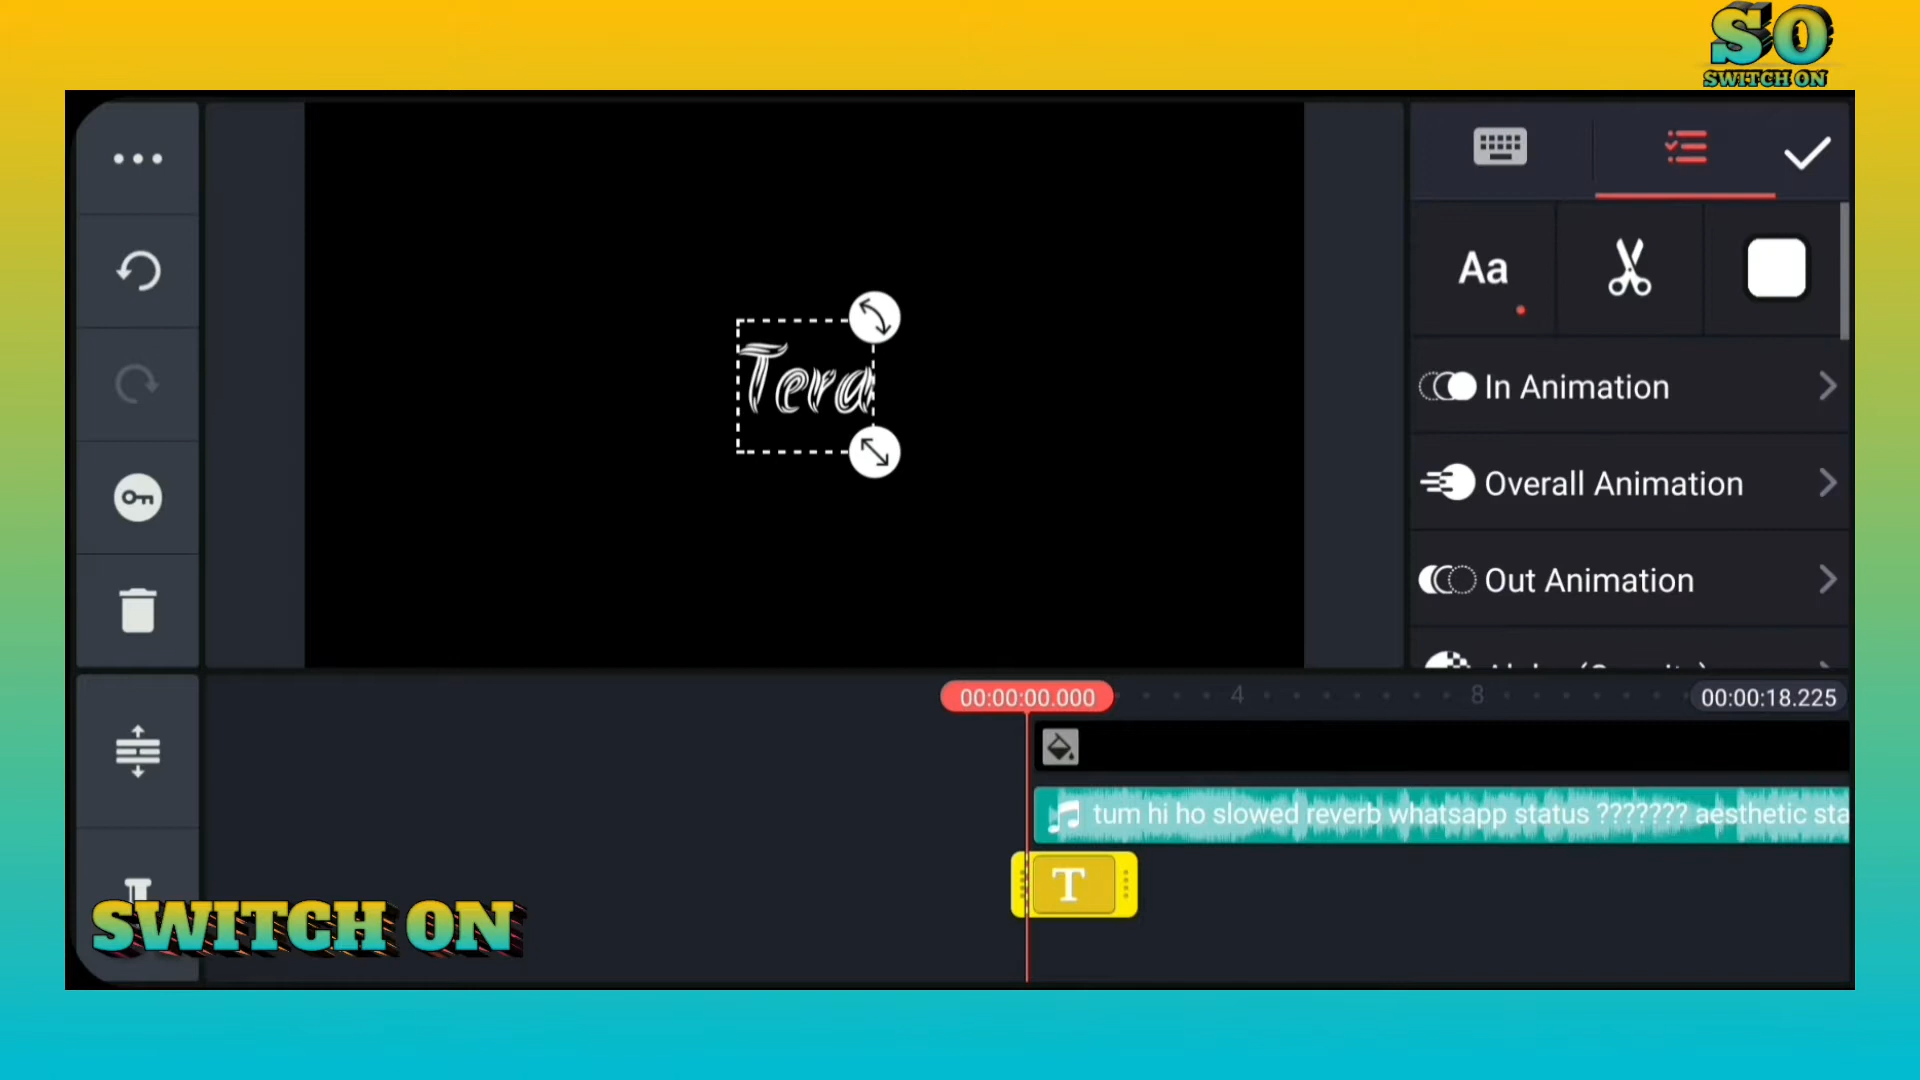 SO
SWITCH ON
Aa
Tera
In Animation
Overall Animation
Out Animation
00:00:00.000
4
8
00:00:18.225
tum hi ho slowed reverb whatsapp status ??????? aesthetic sta
T
SWITCH ON